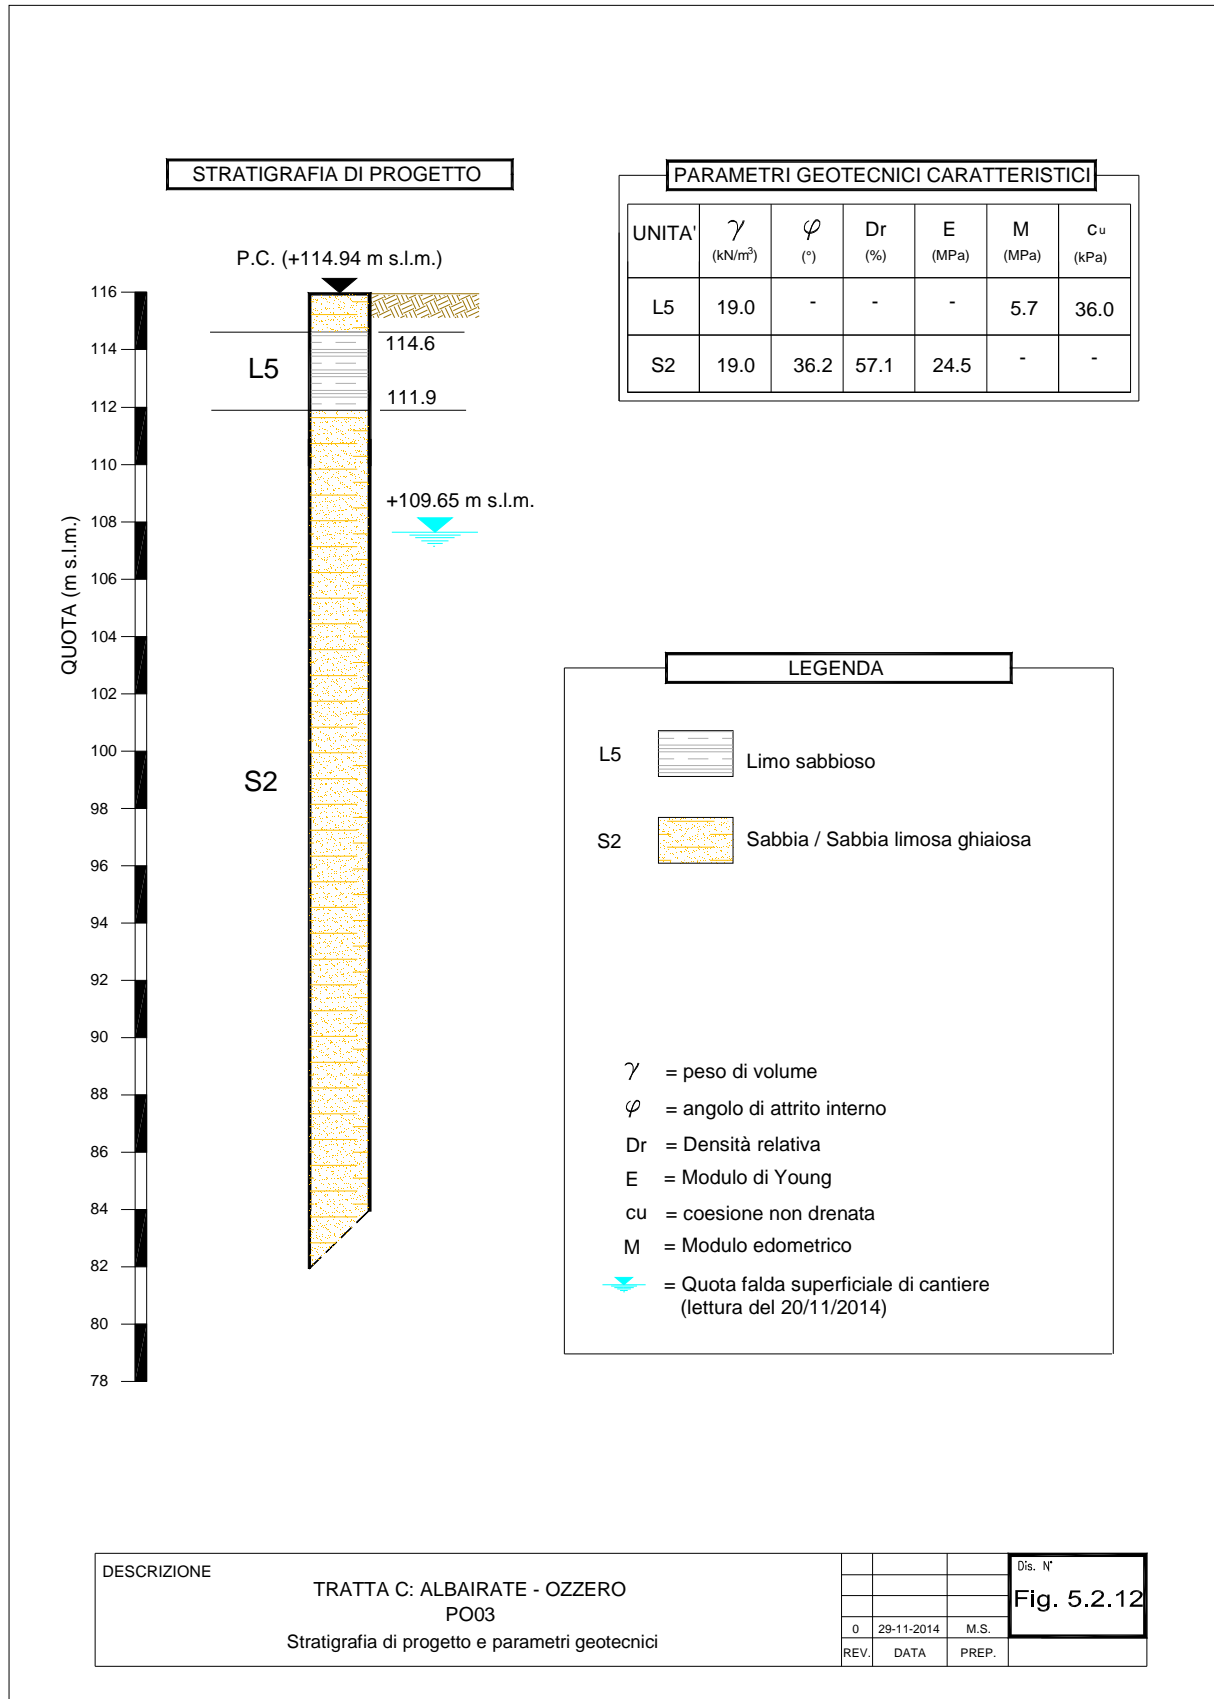 STRATIGRAFIA DI PROGETTO
P.C. (+114.94 m s.l.m.)
QUOTA (m s.l.m.)
116
114
112
110
108
106
104
102
100
98
96
94
92
90
88
86
84
82
80
78
L5
114.6
111.9
+109.65 m s.l.m.
S2
PARAMETRI GEOTECNICI CARATTERISTICI
UNITA' γ φ Dr E M cu
(kN/m³) (°) (%) (MPa) (MPa) (kPa)
L5 19.0 - - - 5.7 36.0
S2 19.0 36.2 57.1 24.5 - -
LEGENDA
L5 Limo sabbioso
S2 Sabbia / Sabbia limosa ghiaiosa
γ = peso di volume
φ = angolo di attrito interno
Dr = Densità relativa
E = Modulo di Young
cu = coesione non drenata
M = Modulo edometrico
= Quota falda superficiale di cantiere
(lettura del 20/11/2014)
DESCRIZIONE
TRATTA C: ALBAIRATE - OZZERO
PO03
Stratigrafia di progetto e parametri geotecnici
0 29-11-2014 M.S.
REV. DATA PREP.
Dis. N°
Fig. 5.2.12